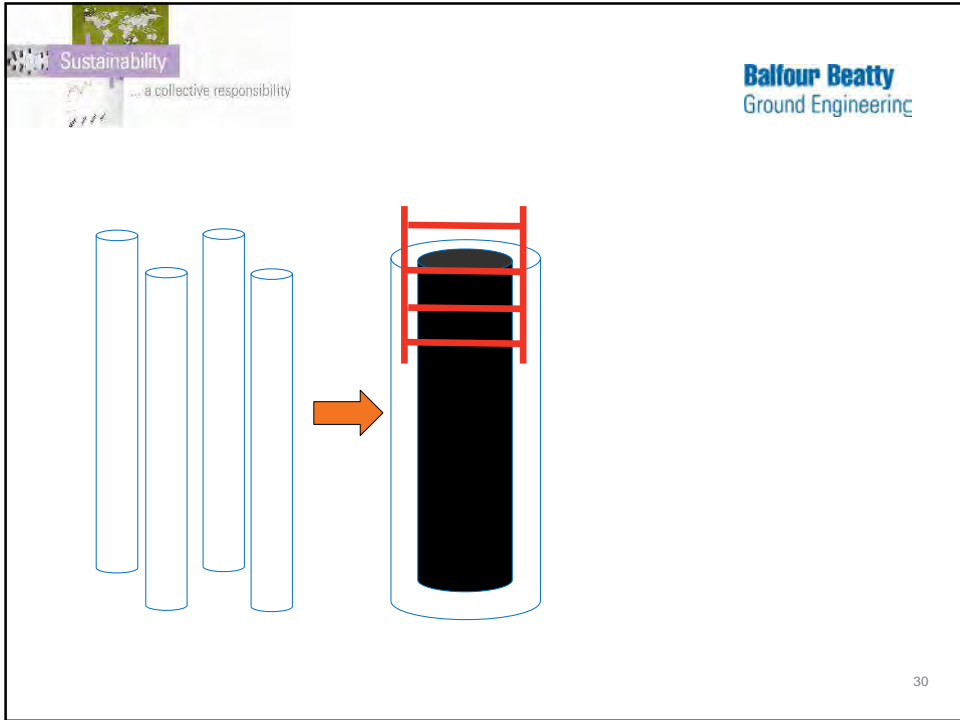 Sustainability
... a collective responsibility
Balfour Beatty
Ground Engineering
30